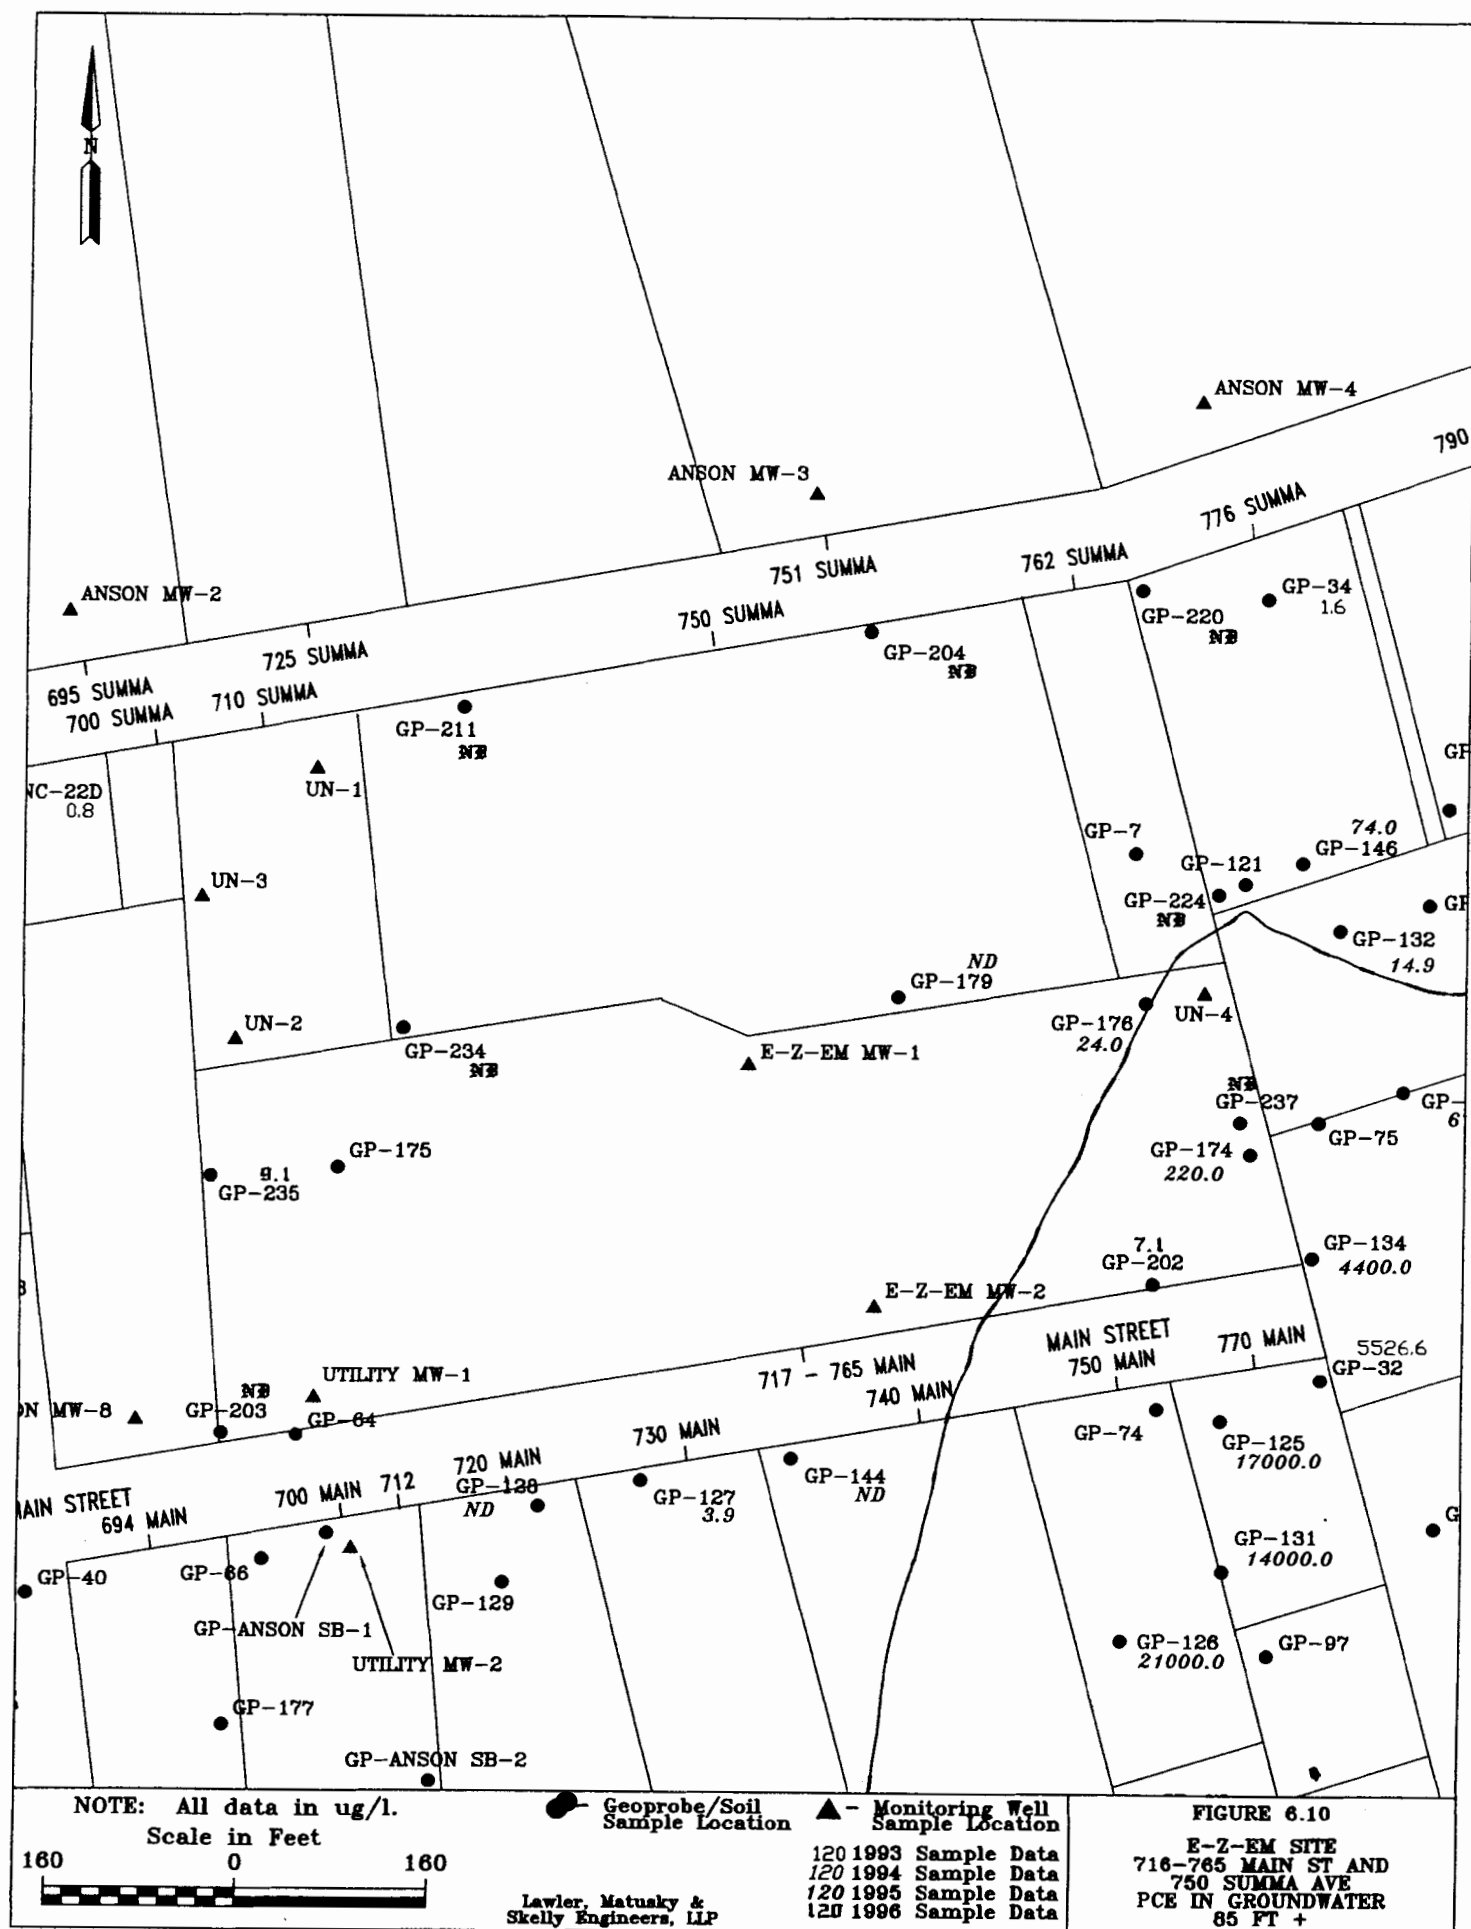 N
ANSON MW-4
790
ANSON MW-3
776 SUMMA
751 SUMMA
762 SUMMA
ANSON MW-2
GP-34
1.6
GP-220
ND
750 SUMMA
GP-204
ND
725 SUMMA
695 SUMMA
710 SUMMA
700 SUMMA
GP-211
ND
UN-1
NC-22D
0.8
GP
GP-7
74.0
GP-146
GP-121
UN-3
GP-224
ND
GP
GP-132
14.9
ND
GP-179
UN-2
GP-176
24.0
UN-4
GP-234
ND
E-Z-EM MW-1
ND
GP-237
GP-
6
GP-75
GP-175
GP-174
220.0
9.1
GP-235
7.1
GP-202
GP-134
4400.0
E-Z-EM MW-2
MAIN STREET
770 MAIN
5526.6
750 MAIN
GP-32
717 - 765 MAIN
740 MAIN
UTILITY MW-1
ND
ON MW-8
GP-203
GP-64
730 MAIN
GP-74
GP-125
17000.0
720 MAIN
GP-128
ND
GP-144
ND
GP-127
3.9
700 MAIN
712
MAIN STREET
694 MAIN
G
GP-131
14000.0
GP-40
GP-66
GP-129
GP-ANSON SB-1
UTILITY MW-2
GP-126
21000.0
GP-97
GP-177
GP-ANSON SB-2
NOTE: All data in ug/l.
Scale in Feet
160 0 160
Geoprobe/Soil
Sample Location
- Monitoring Well
Sample Location
120 1993 Sample Data
120 1994 Sample Data
120 1995 Sample Data
120 1996 Sample Data
Lawler, Matusky &
Skelly Engineers, LLP
FIGURE 6.10
E-Z-EM SITE
716-765 MAIN ST AND
750 SUMMA AVE
PCE IN GROUNDWATER
85 FT +